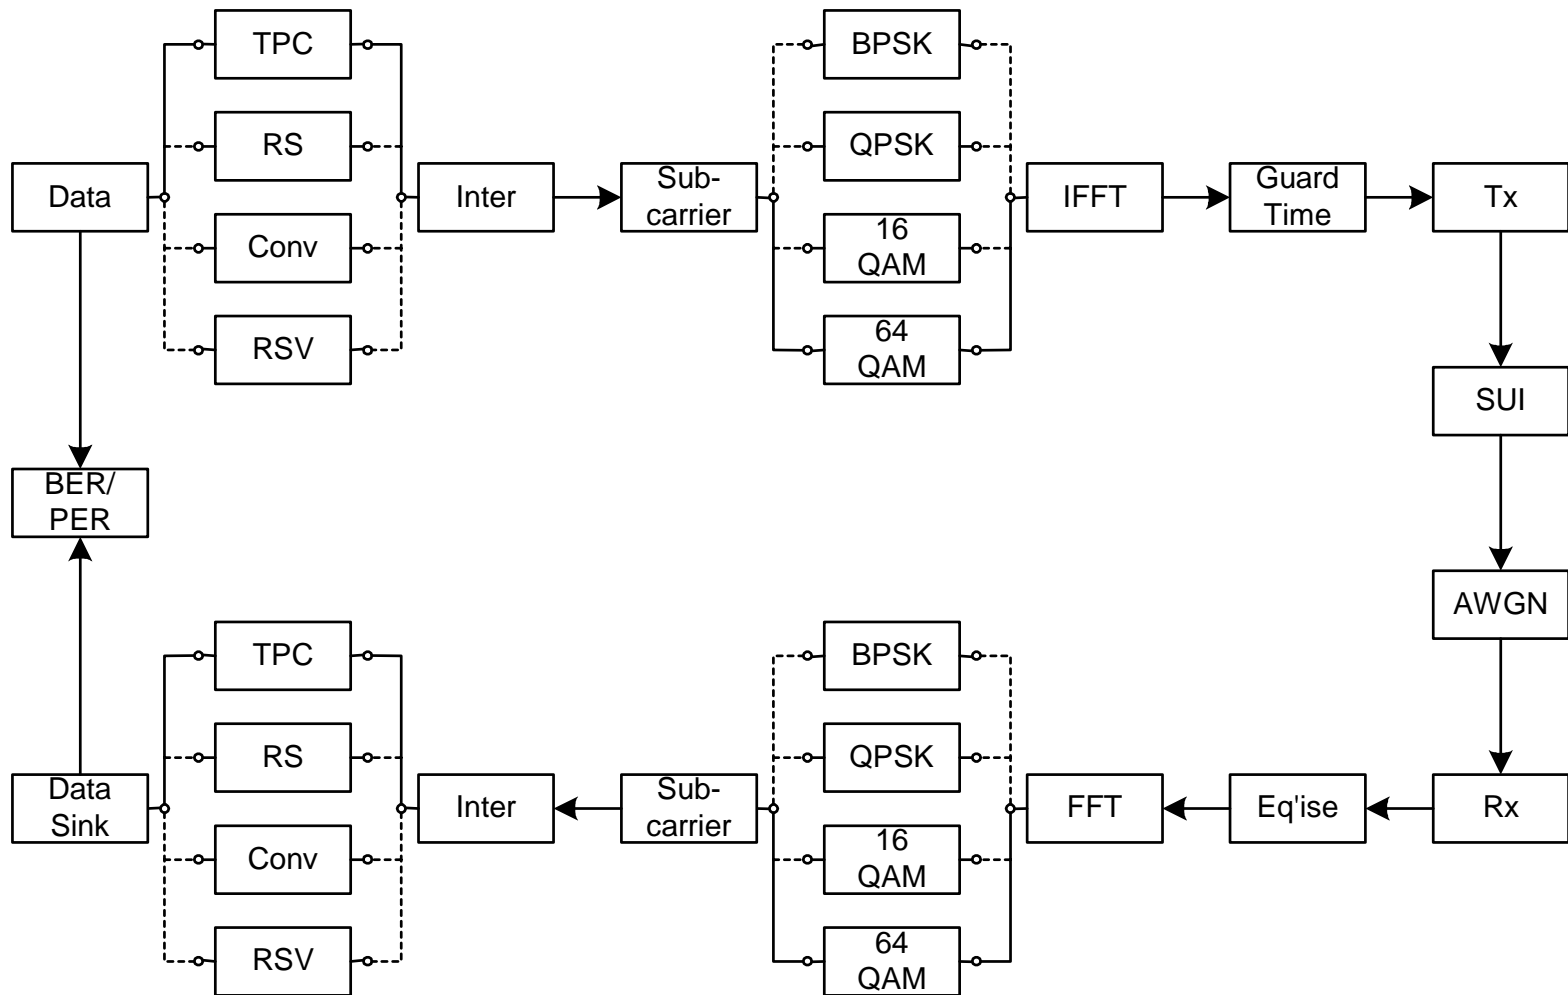 TPC
BPSK
RS
QPSK
Data
Inter
Sub-
carrier
IFFT
Guard
Time
Tx
Conv
16
QAM
RSV
64
QAM
SUI
BER/
PER
AWGN
TPC
BPSK
RS
QPSK
Data
Sink
Inter
Sub-
carrier
FFT
Eq'ise
Rx
Conv
16
QAM
RSV
64
QAM